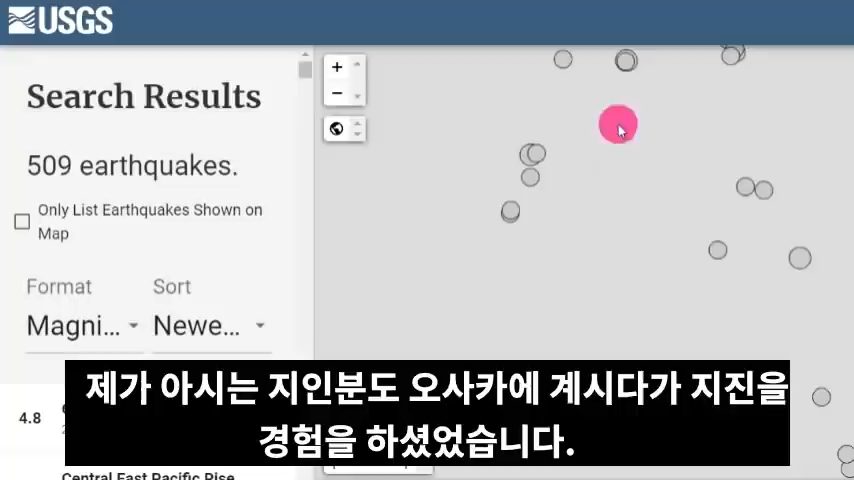 USGS
Search Results
509 earthquakes.
Only List Earthquakes Shown on
Map
Format
Sort
Magni...
Newe...
4.8
Central East Pacific Rise
제가 아시는 지인분도 오사카에 계시다가 지진을
경험을 하셨었습니다.